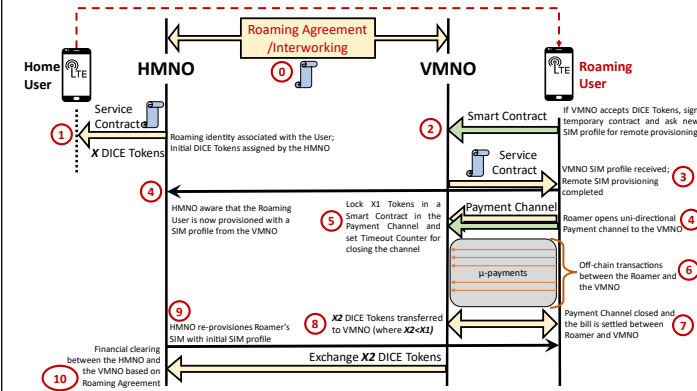 Roaming Agreement
/Interworking
0
Home
User
LTE
HMNO
VMNO
LTE
Roaming
User
Service
Contract
1
X DICE Tokens
Roaming identity associated with the User;
Initial DICE Tokens assigned by the HMNO
2
Smart Contract
If VMNO accepts DICE Tokens, sign
temporary contract and ask new
SIM profile for remote provisioning
Service
Contract
VMNO SIM profile received;
Remote SIM provisioning
completed
3
4
HMNO aware that the Roaming
User is now provisioned with a
SIM profile from the VMNO
5
Lock X1 Tokens in a
Smart Contract in the
Payment Channel and
set Timeout Counter for
closing the channel
Payment Channel
Roamer opens uni-directional
Payment channel to the VMNO
4
µ-payments
Off-chain transactions
between the Roamer and
the VMNO
6
9
HMNO re-provisiones Roamer's
SIM with initial SIM profile
8
X2 DICE Tokens transferred
to VMNO (where X2<X1)
Payment Channel closed and
the bill is settled between
Roamer and VMNO
7
Financial clearing
between the HMNO and
the VMNO based on
Roaming Agreement
10
Exchange X2 DICE Tokens